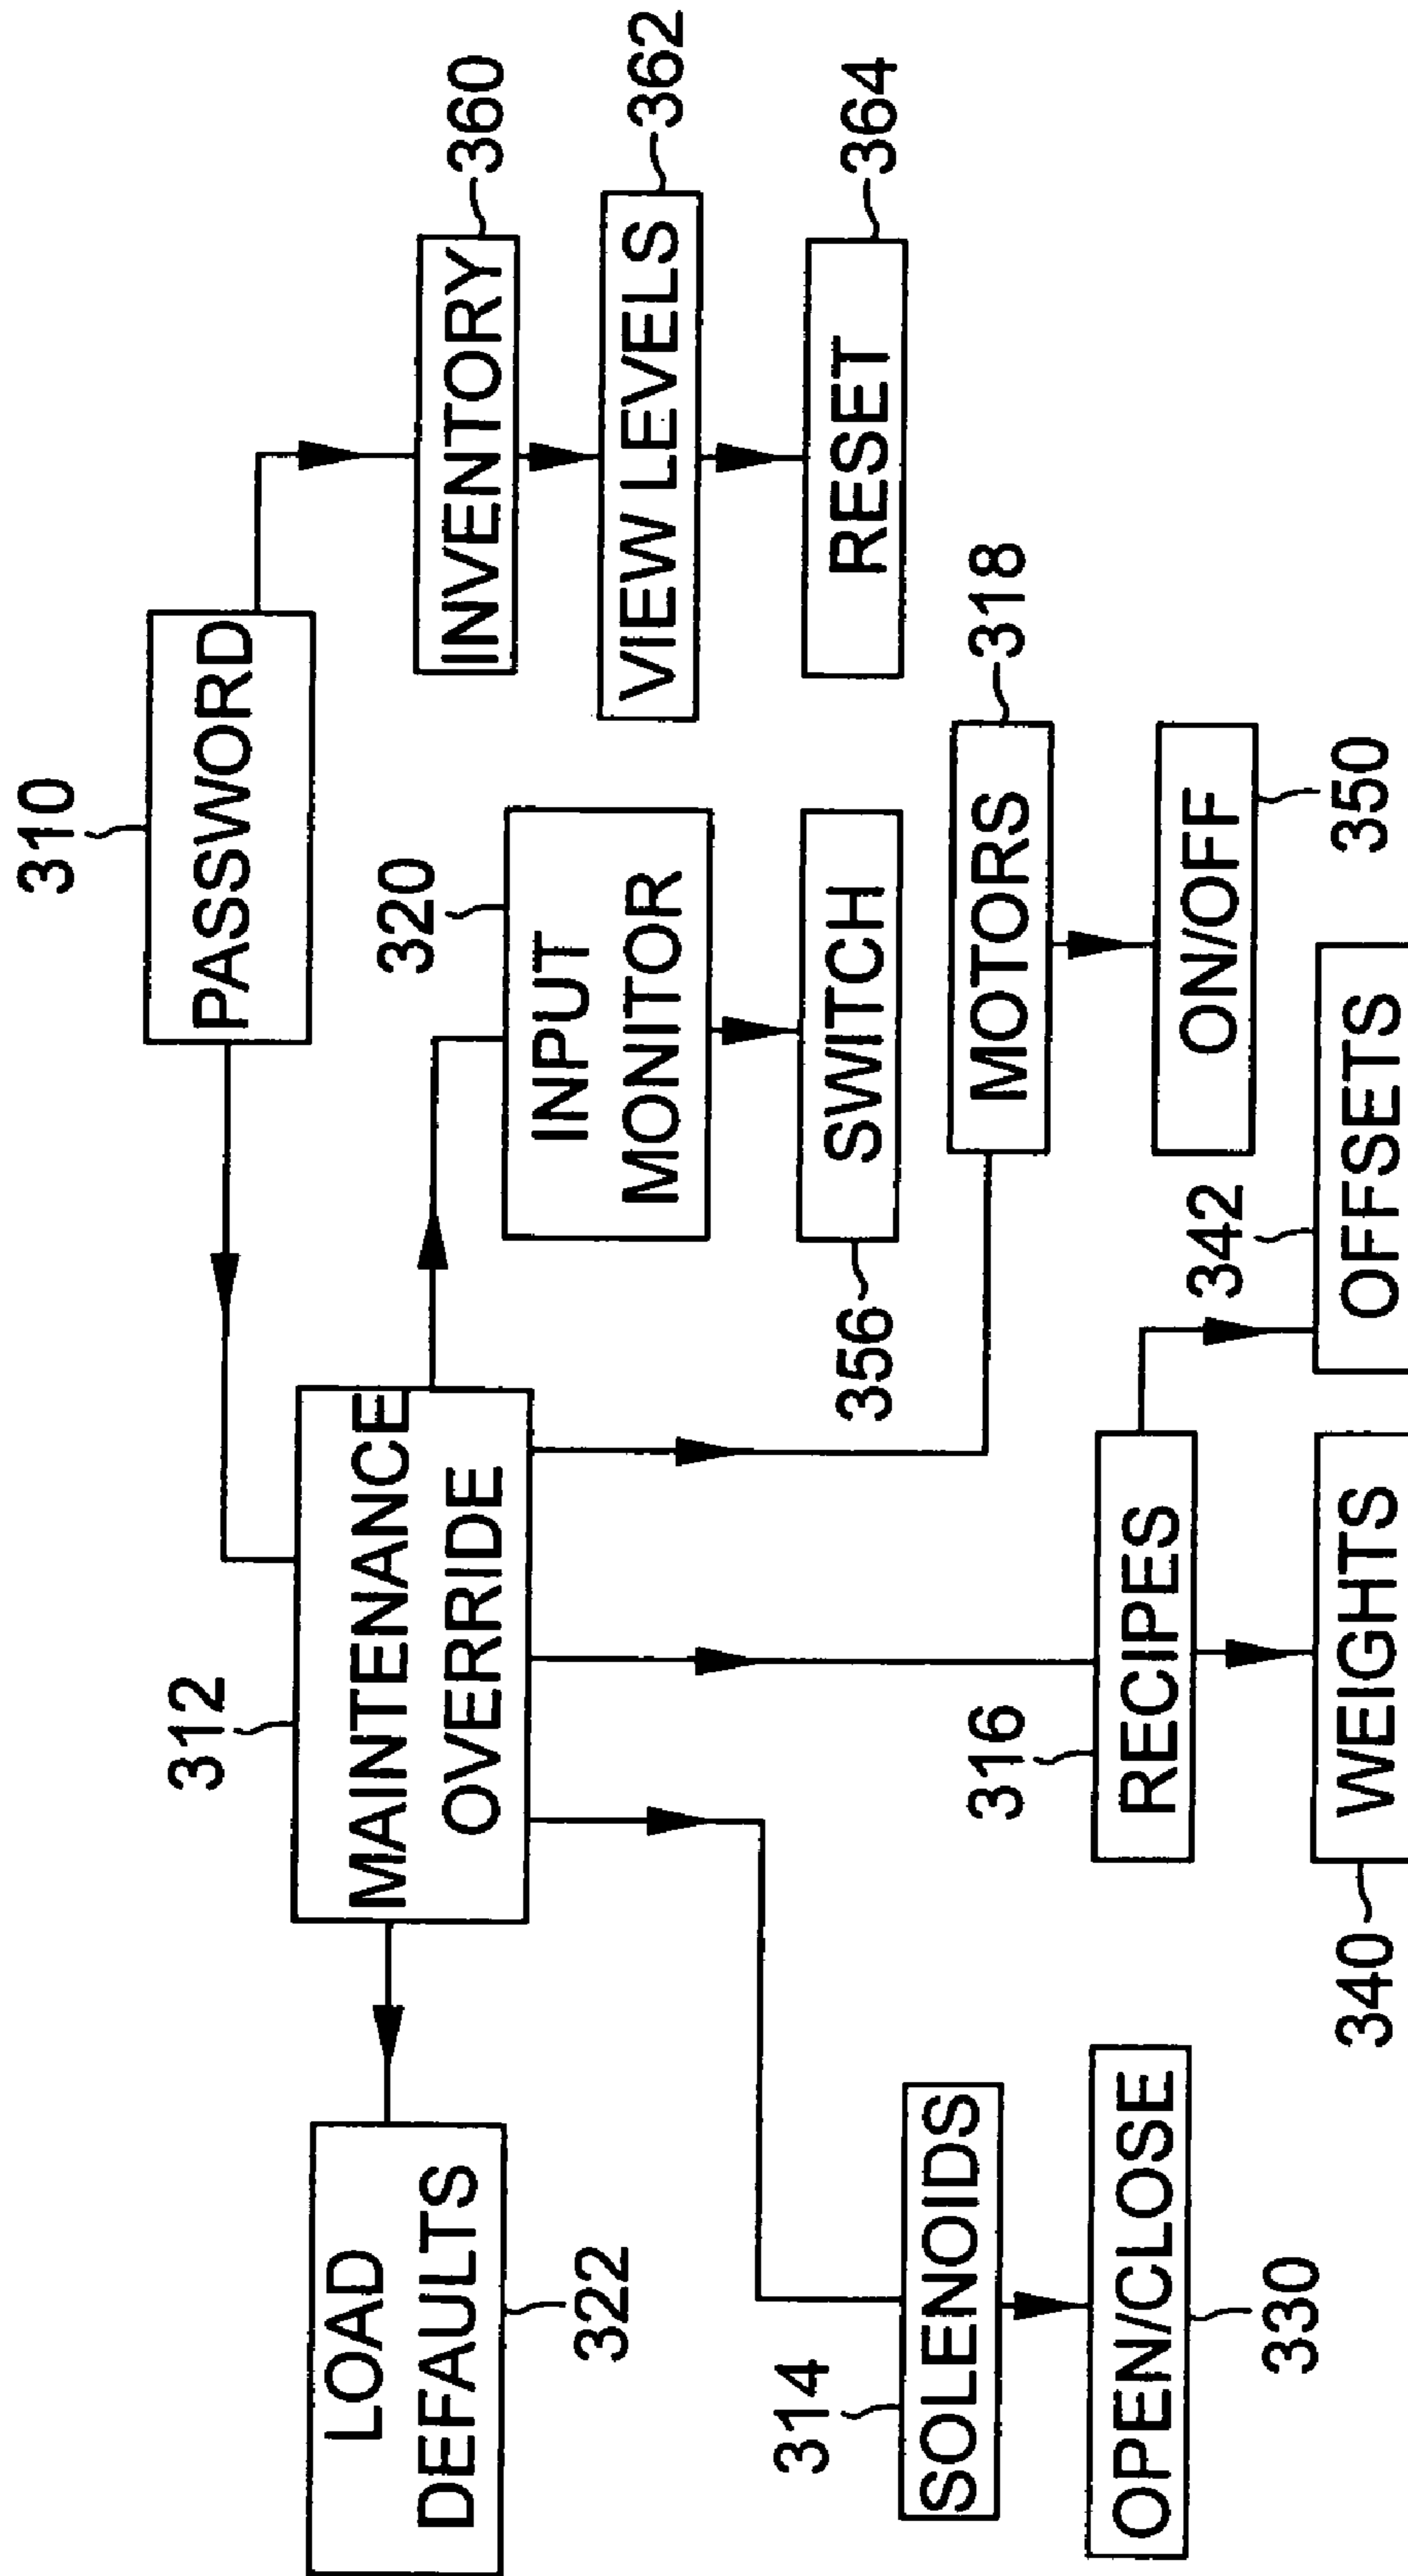 310
PASSWORD
312
MAINTENANCE
OVERRIDE
LOAD
DEFAULTS
322
320
INPUT
MONITOR
INVENTORY
360
VIEW LEVELS
362
RESET
364
SWITCH
356
314
SOLENOIDS
OPEN/CLOSE
330
316
RECIPES
MOTORS
318
ON/OFF
350
340
WEIGHTS
342
OFFSETS